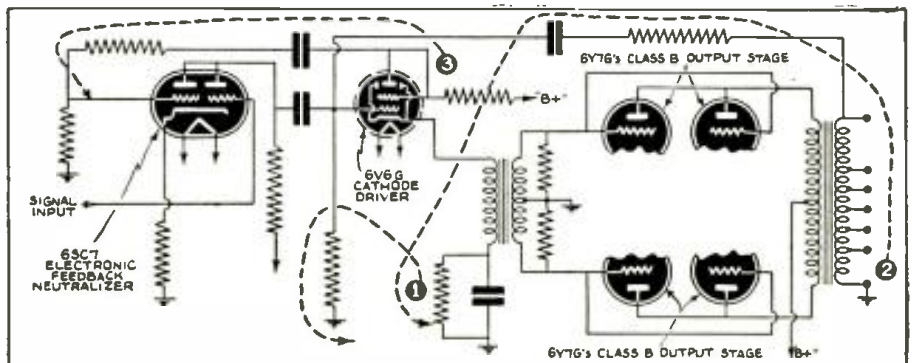 6Y7G's CLASS B OUTPUT STAGE
③
"B+"
6V6G
CATHODE
DRIVER
SIGNAL
INPUT
6SC7
ELECTRONIC
FEEDBACK
NEUTRALIZER
①
②
6Y7G's CLASS B OUTPUT STAGE
"B+"